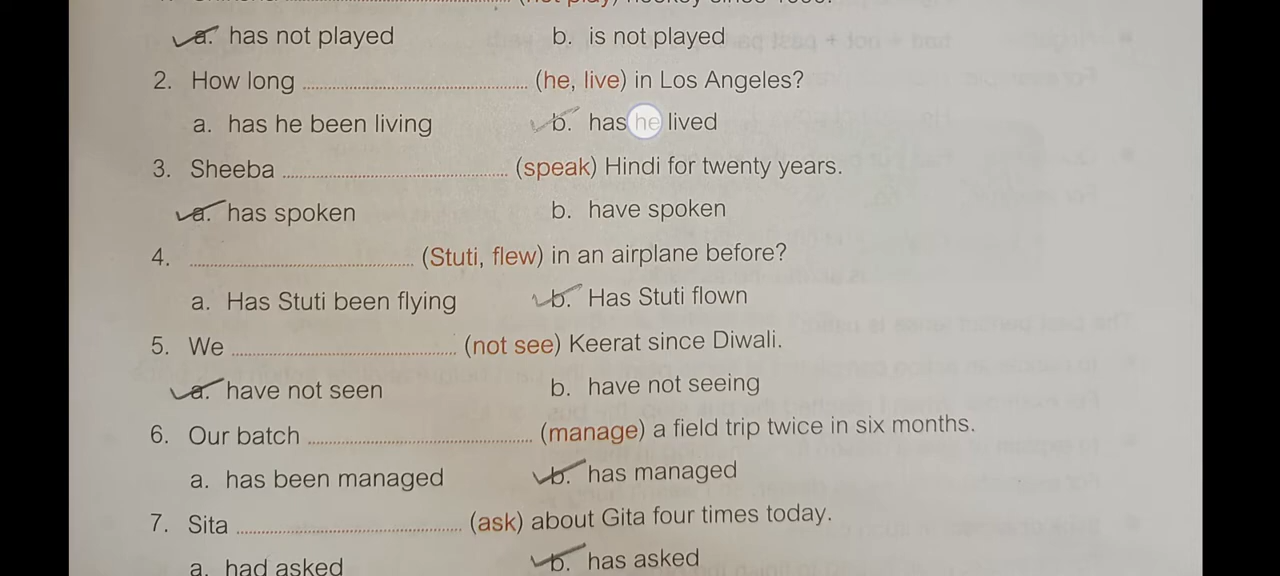 (not play) hockey since
a. has not played b. is not played
2. How long .......................... (he, live) in Los Angeles?
a. has he been living b. has he lived
3. Sheeba .......................... (speak) Hindi for twenty years.
a. has spoken b. have spoken
4. .......................... (Stuti, flew) in an airplane before?
a. Has Stuti been flying b. Has Stuti flown
5. We .......................... (not see) Keerat since Diwali.
a. have not seen b. have not seeing
6. Our batch .......................... (manage) a field trip twice in six months.
a. has been managed b. has managed
7. Sita .......................... (ask) about Gita four times today.
a. had asked b. has asked